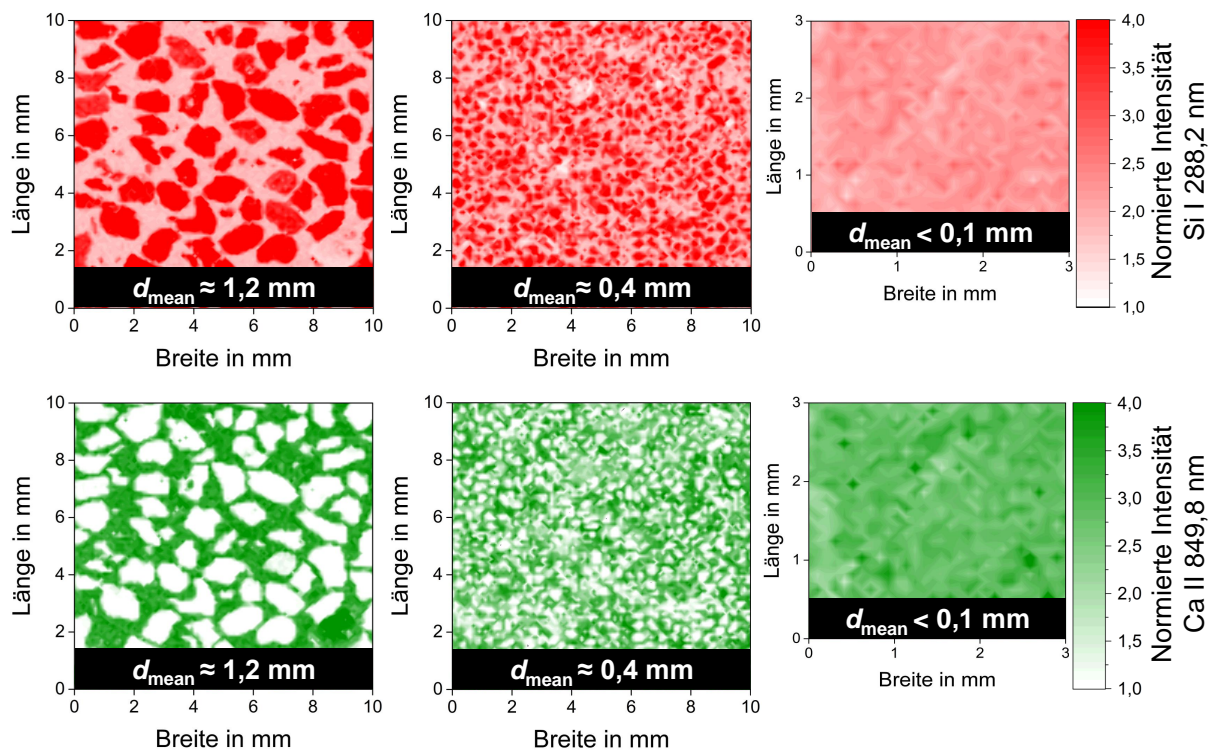 10
8
6
4
2
0
Länge in mm
d_mean ≈ 1,2 mm
0 2 4 6 8 10
Breite in mm
10
8
6
4
2
0
Länge in mm
d_mean ≈ 0,4 mm
0 2 4 6 8 10
Breite in mm
3
2
1
0
Länge in mm
d_mean < 0,1 mm
0 1 2 3
Breite in mm
4,0
3,5
3,0
2,5
2,0
1,5
1,0
Normierte Intensität
Si I 288,2 nm
10
8
6
4
2
0
Länge in mm
d_mean ≈ 1,2 mm
0 2 4 6 8 10
Breite in mm
10
8
6
4
2
0
Länge in mm
d_mean ≈ 0,4 mm
0 2 4 6 8 10
Breite in mm
3
2
1
0
Länge in mm
d_mean < 0,1 mm
0 1 2 3
Breite in mm
4,0
3,5
3,0
2,5
2,0
1,5
1,0
Normierte Intensität
Ca II 849,8 nm